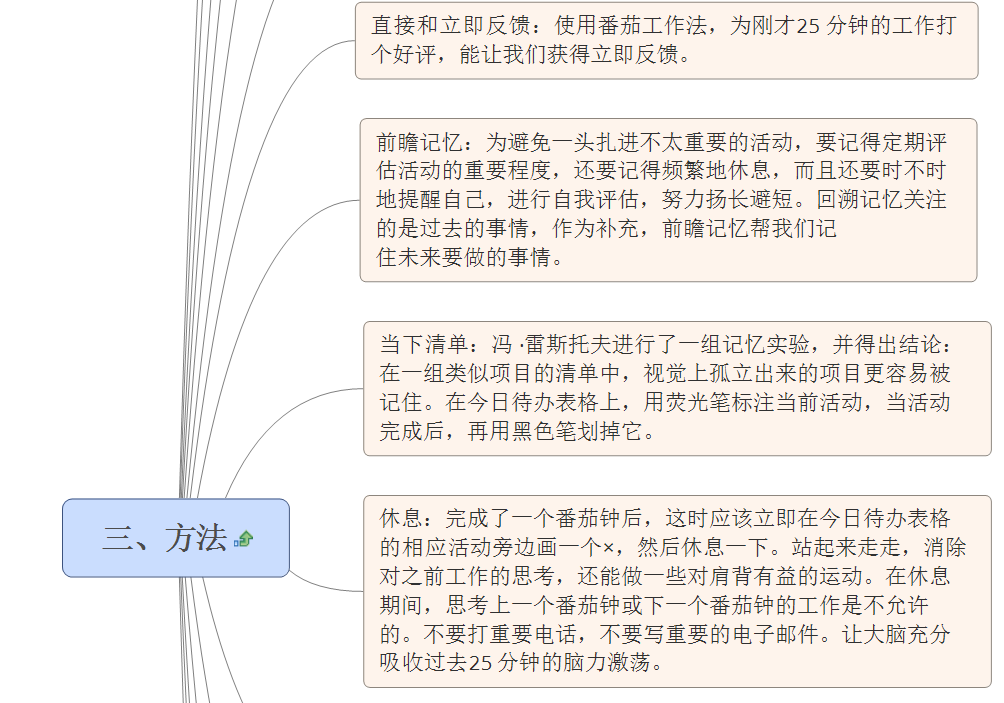 直接和立即反馈：使用番茄工作法，为刚才25 分钟的工作打
个好评，能让我们获得立即反馈。
前瞻记忆：为避免一头扎进不太重要的活动，要记得定期评
估活动的重要程度，还要记得频繁地休息，而且还要时不时
地提醒自己，进行自我评估，努力扬长避短。回溯记忆关注
的是过去的事情，作为补充，前瞻记忆帮我们记
住未来要做的事情。
当下清单：冯 ·雷斯托夫进行了一组记忆实验，并得出结论：
在一组类似项目的清单中，视觉上孤立出来的项目更容易被
记住。在今日待办表格上，用荧光笔标注当前活动，当活动
完成后，再用黑色笔划掉它。
三、方法
休息：完成了一个番茄钟后，这时应该立即在今日待办表格
的相应活动旁边画一个×，然后休息一下。站起来走走，消除
对之前工作的思考，还能做一些对肩背有益的运动。在休息
期间，思考上一个番茄钟或下一个番茄钟的工作是不允许
的。不要打重要电话，不要写重要的电子邮件。让大脑充分
吸收过去25 分钟的脑力激荡。